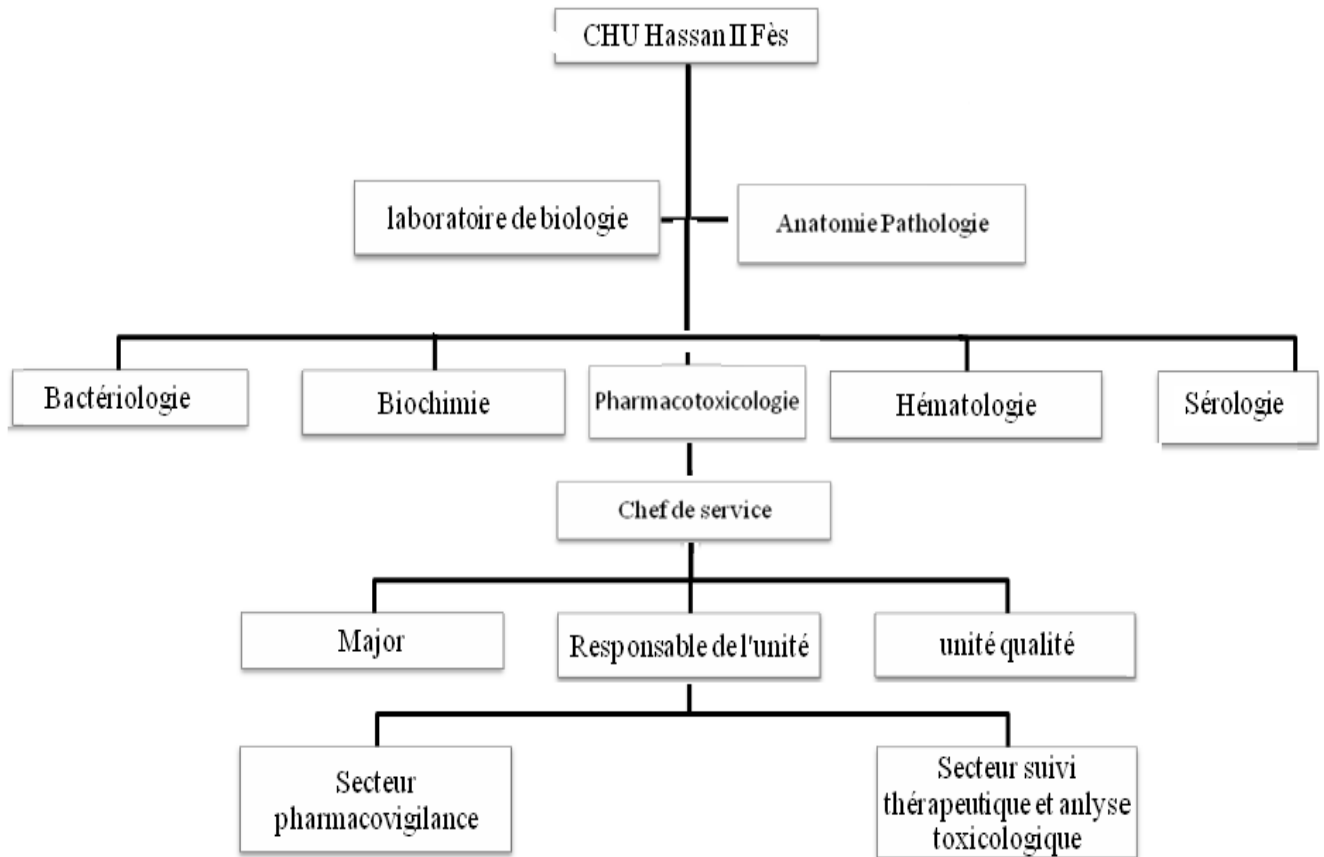 CHU Hassan II Fès
laboratoire de biologie
Anatomie Pathologie
Bactériologie
Biochimie
Pharmacotoxicologie
Hématologie
Sérologie
Chef de service
Major
Responsable de l'unité
unité qualité
Secteur
pharmacovigilance
Secteur suivi
thérapeutique et anlyse
toxicologique